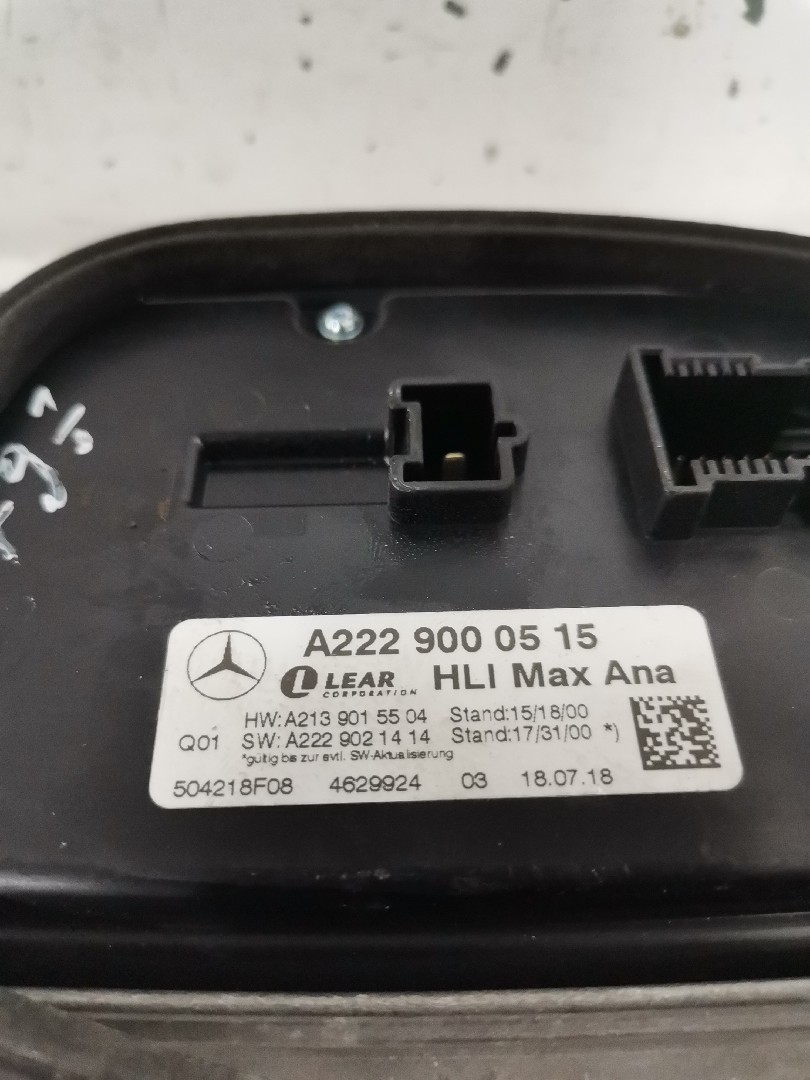 A222 900 05 15
LEAR HLI Max Ana
CORPORATION
HW: A213 901 55 04 Stand: 15/18/00
Q01 SW: A222 902 14 14 Stand: 17/31/00 *)
*gültig bis zur evtl. SW-Aktualisierung
504218F08 4629924 03 18.07.18